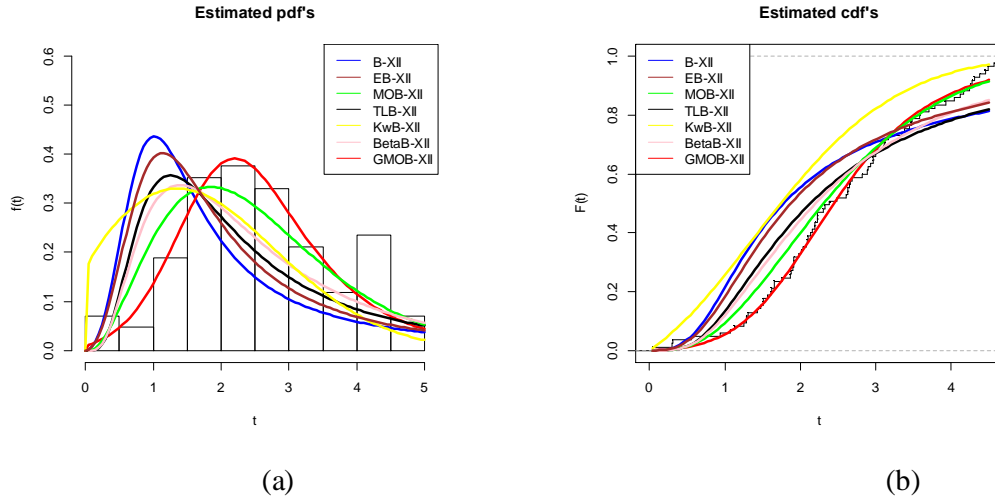 Estimated pdf's
f(t)
0.6
0.5
0.4
0.3
0.2
0.1
0.0
B-XII
EB-XII
MOB-XII
TLB-XII
KwB-XII
BetaB-XII
GMOB-XII
0 1 2 3 4 5
t
(a)
Estimated cdf's
F(t)
1.0
0.8
0.6
0.4
0.2
0.0
B-XII
EB-XII
MOB-XII
TLB-XII
KwB-XII
BetaB-XII
GMOB-XII
0 1 2 3 4
t
(b)